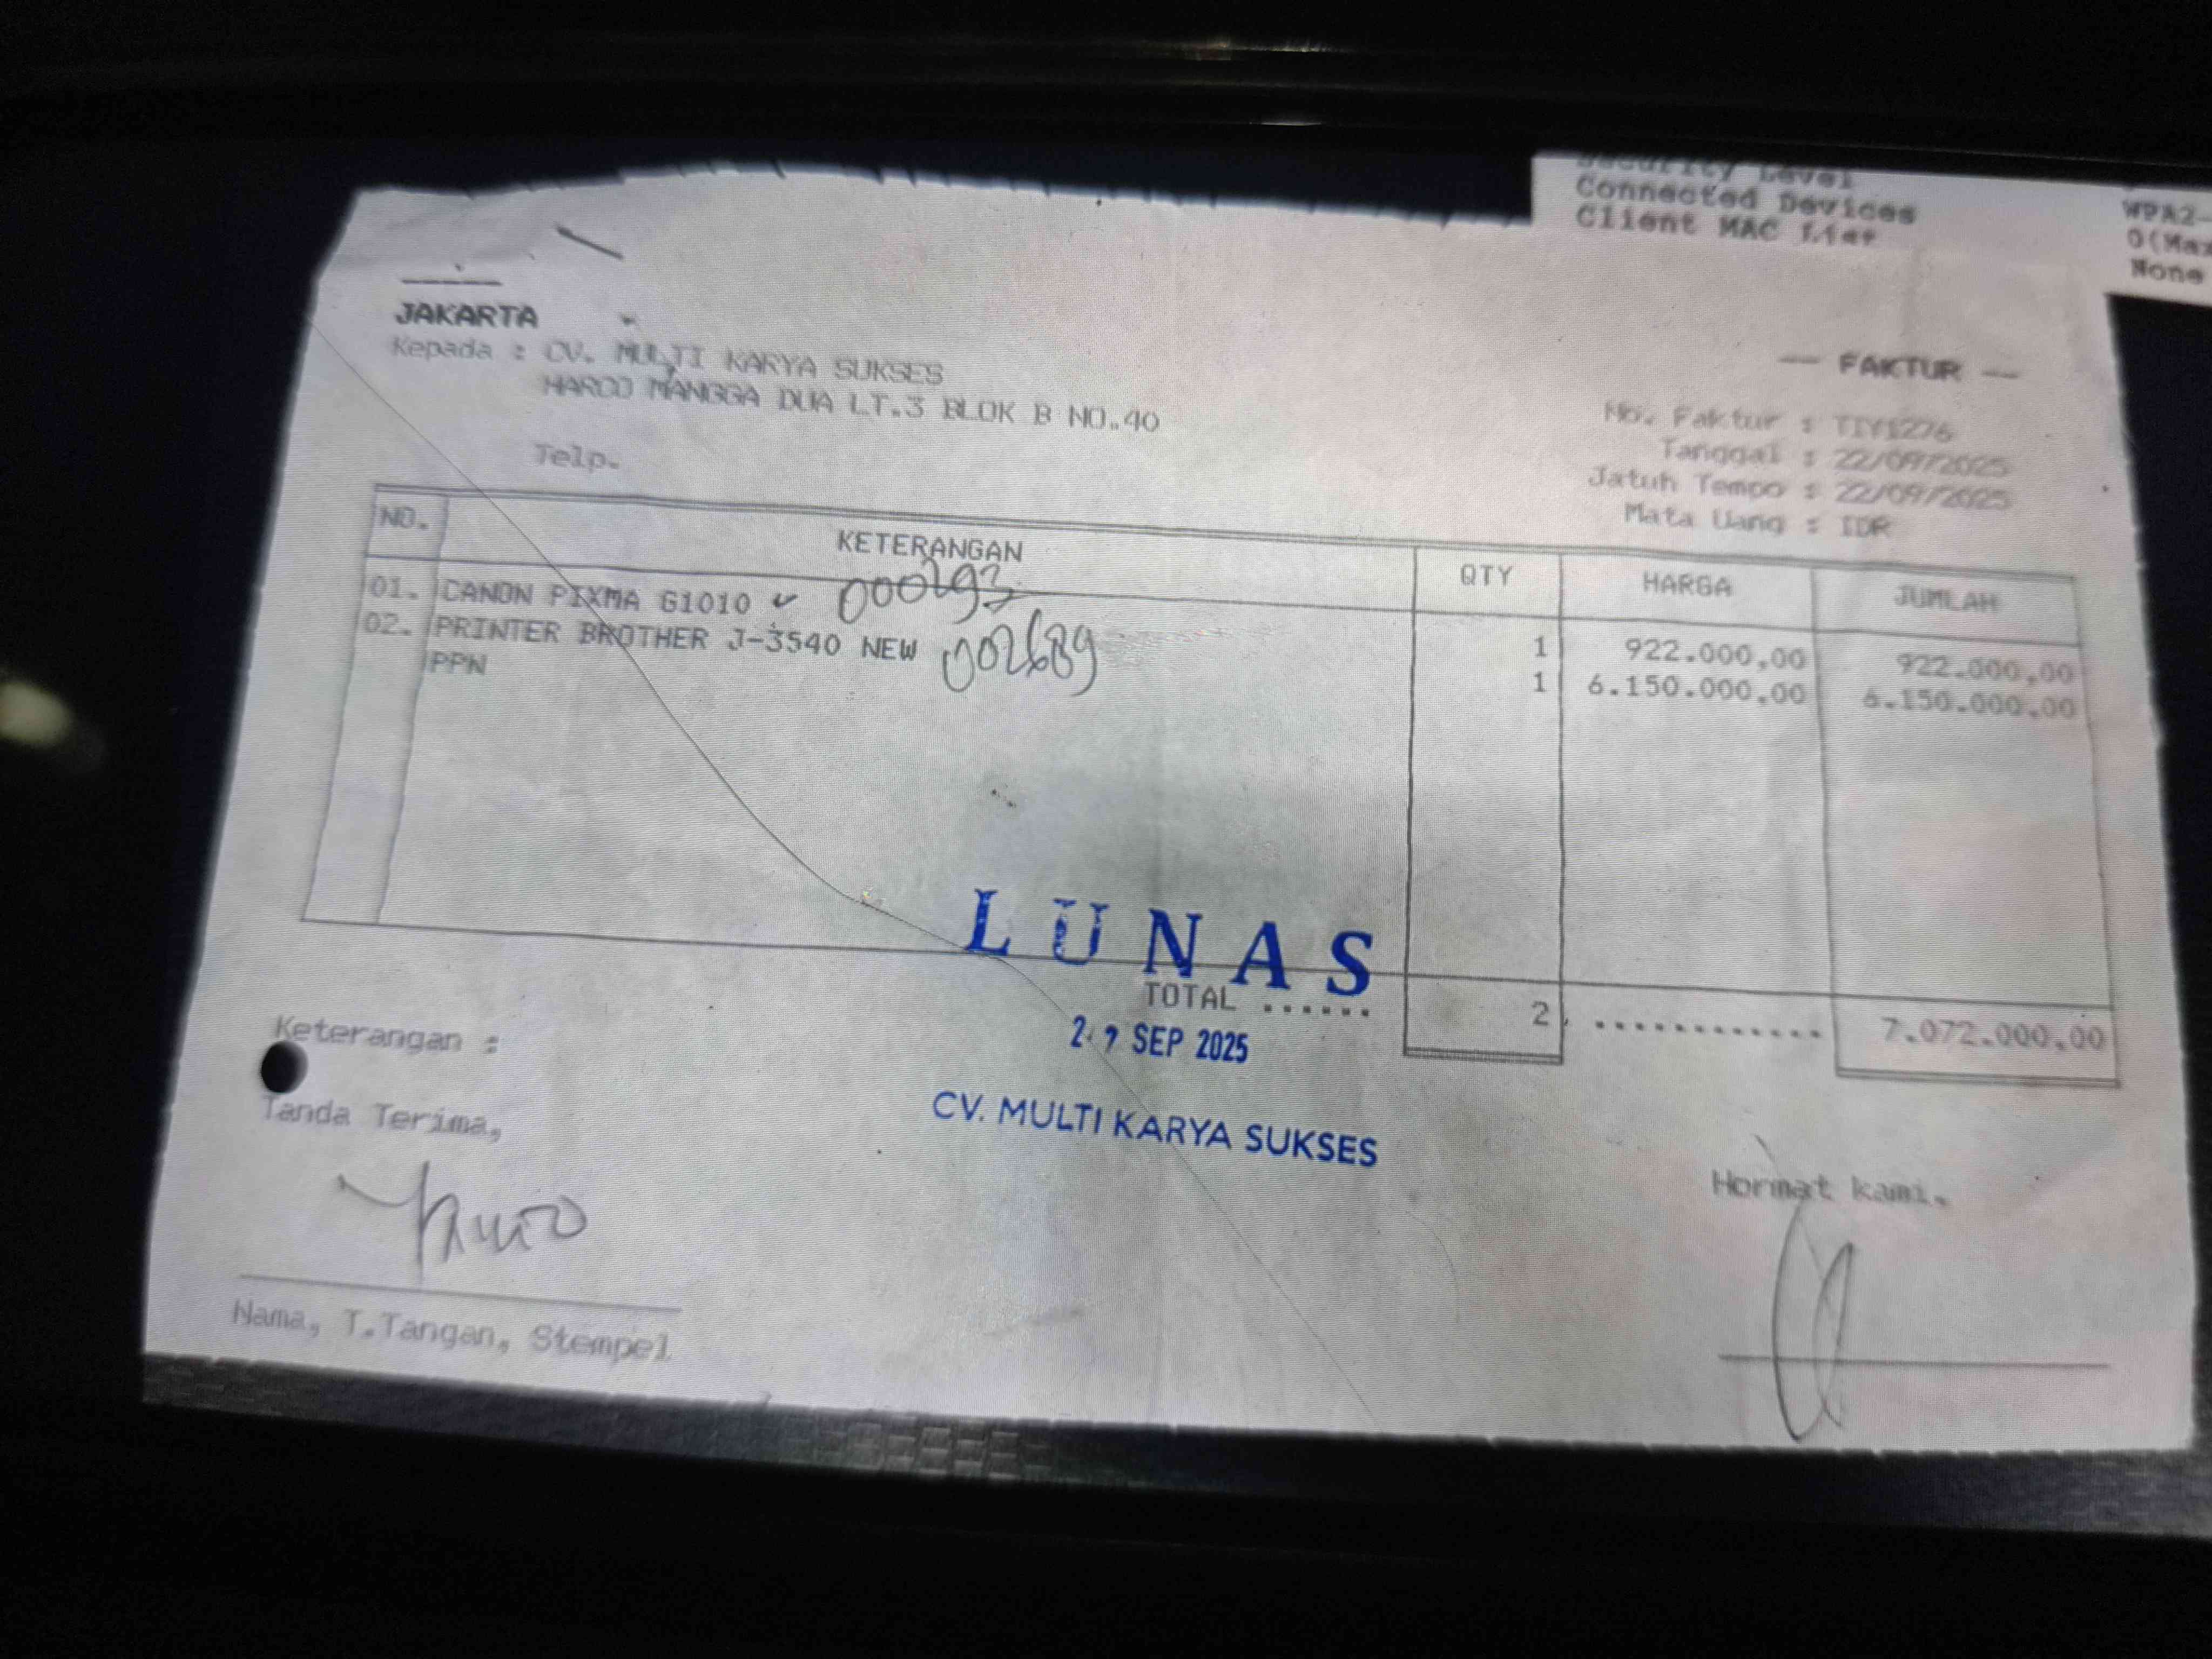 Security Level
Connected Devices
Client MAC List
WPA2-
0(Max
None
JAKARTA
Kepada : CV. MULTI KARYA SUKSES
HARCO MANGGA DUA LT.3 BLOK B NO.40
Telp.
— FAKTUR —
No. Faktur : TIY1276
Tanggal : 22/09/2025
Jatuh Tempo : 22/09/2025
Mata Uang : IDR
NO. KETERANGAN QTY HARGA JUMLAH
01. CANON PIXMA G1010 000293 1 922.000,00 922.000,00
02. PRINTER BROTHER J-3540 NEW 002689 1 6.150.000,00 6.150.000,00
PPN
LUNAS
TOTAL ...... 2 ............ 7.072.000,00
SEP 2025
CV. MULTI KARYA SUKSES
Keterangan :
Tanda Terima,
Hormat kami.
Nama, T.Tangan, Stempel